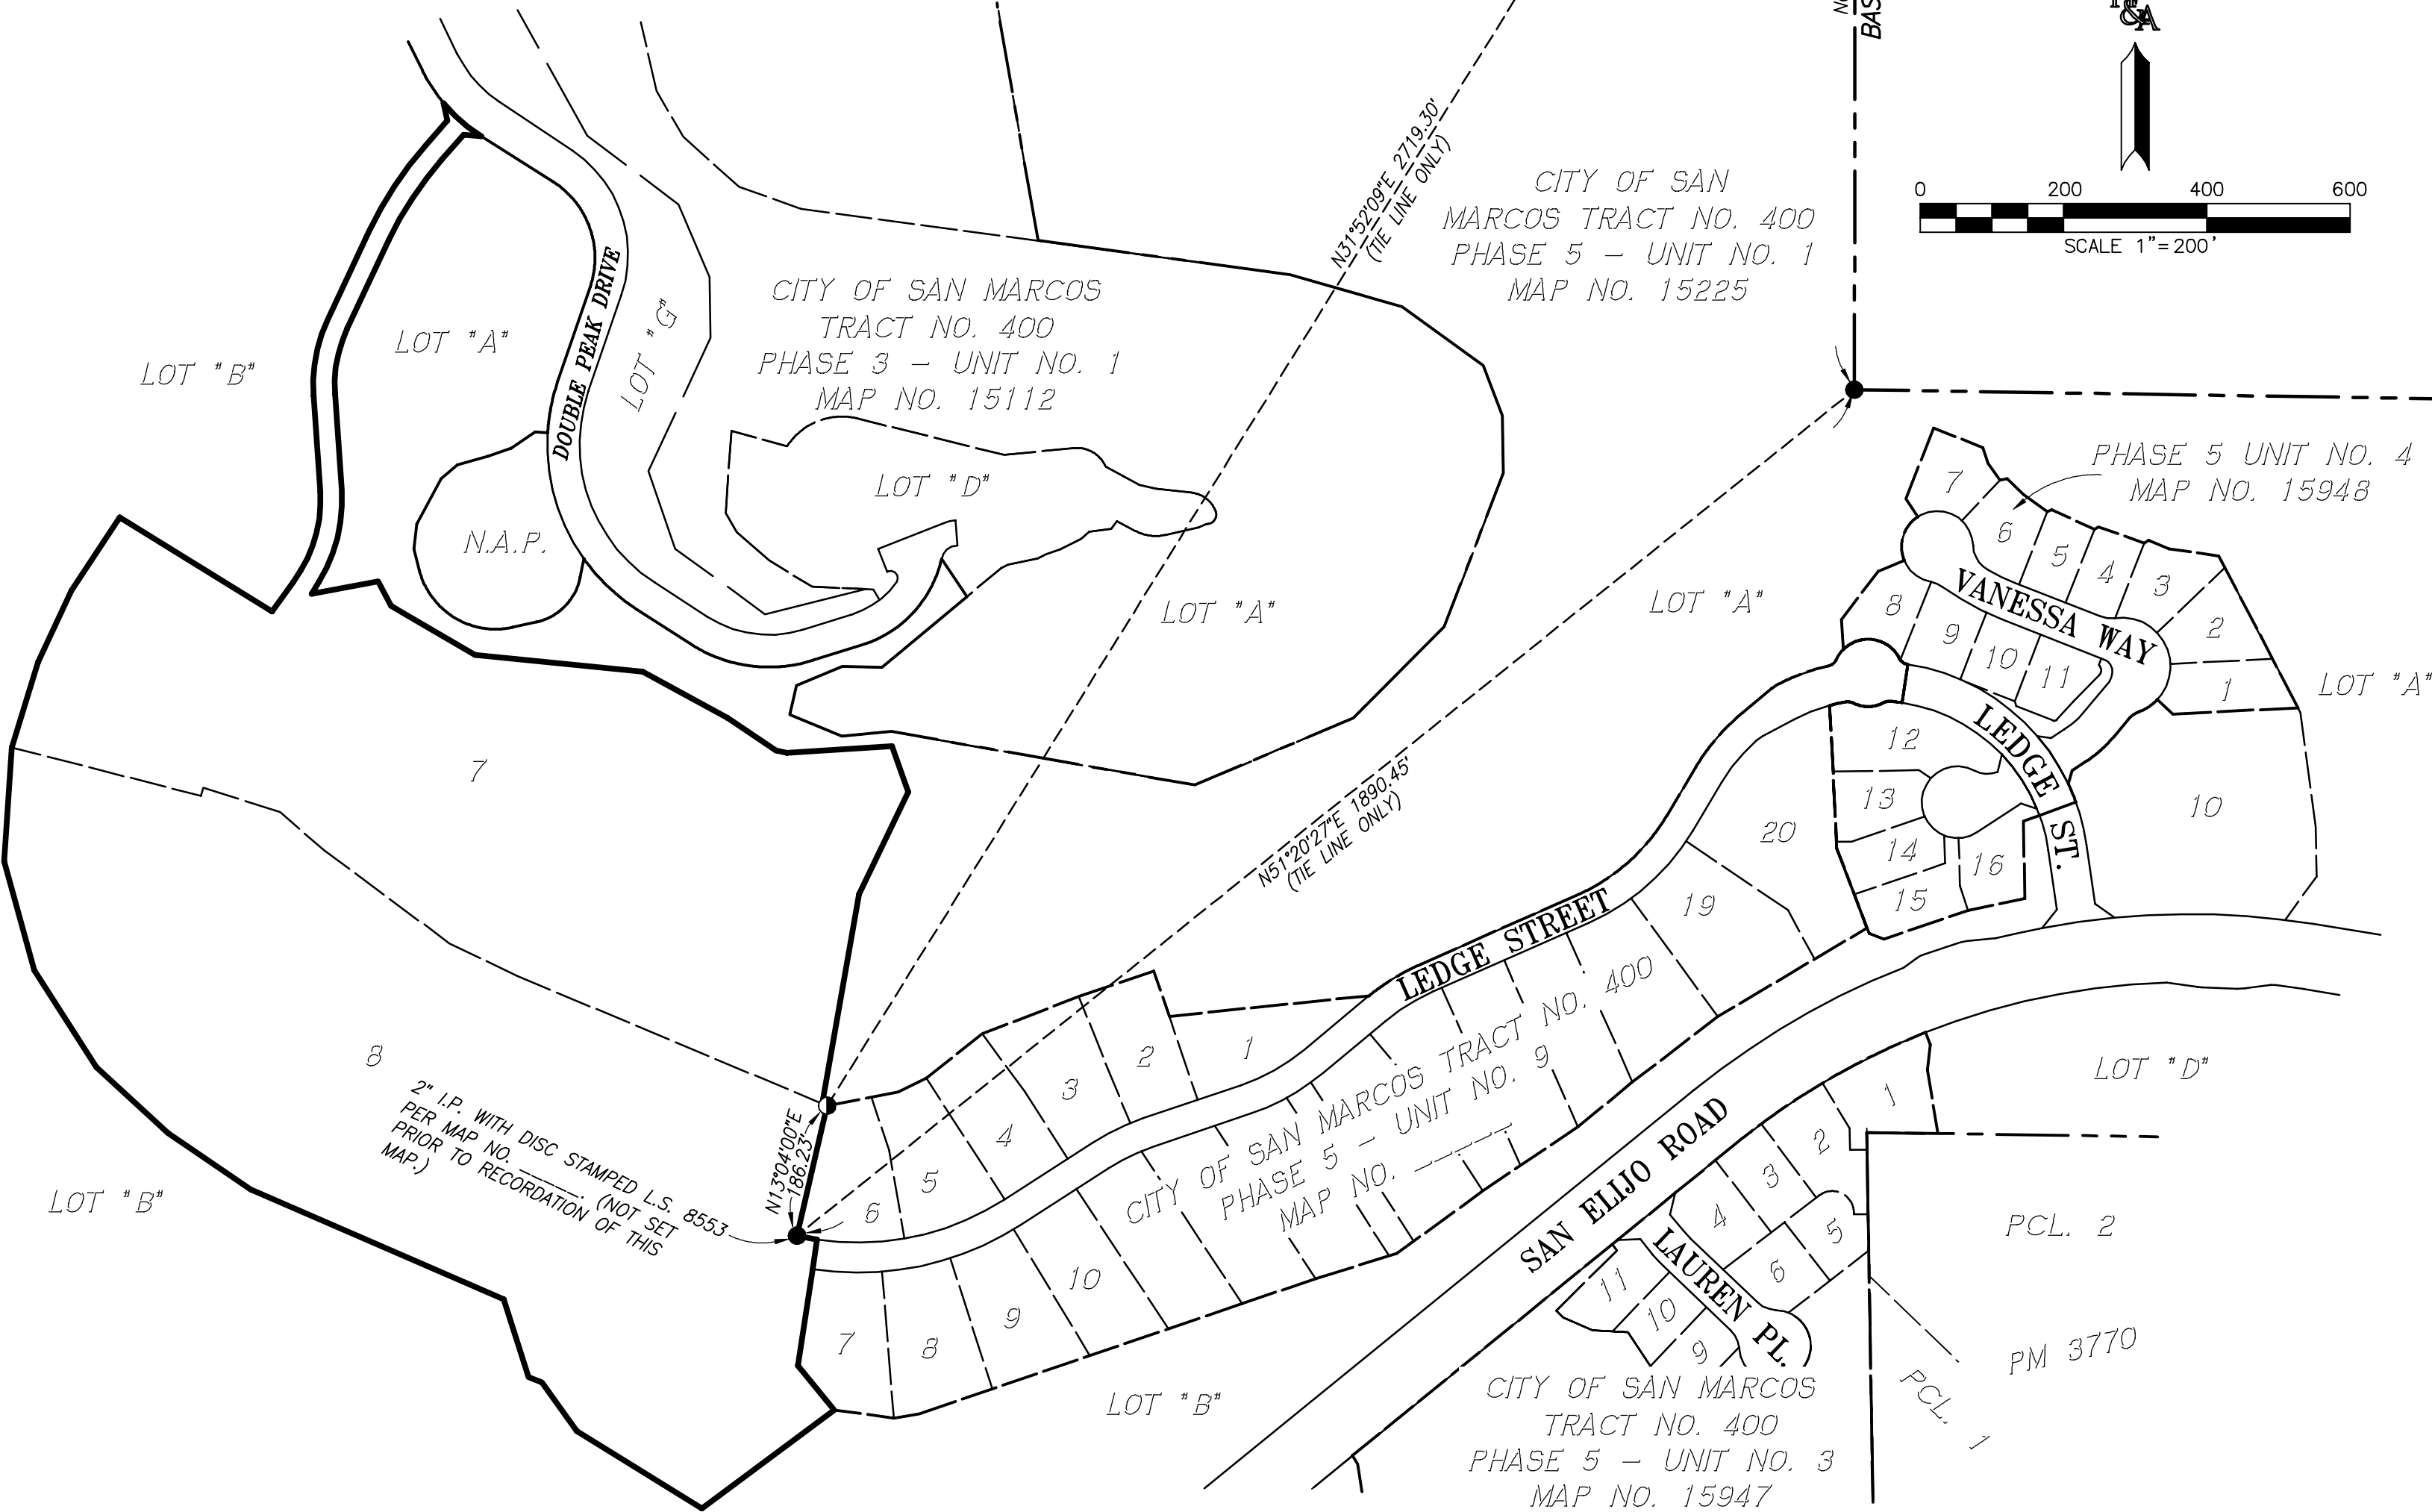 BAS
&A
N31°52'09"E 2719.30'
(TIE LINE ONLY)
CITY OF SAN
MARCOS TRACT NO. 400
PHASE 5 – UNIT NO. 1
MAP NO. 15225
0 200 400 600
SCALE 1"=200'
CITY OF SAN MARCOS
TRACT NO. 400
PHASE 3 – UNIT NO. 1
MAP NO. 15112
LOT "B"
LOT "A"
DOUBLE PEAK DRIVE
LOT "G"
LOT "D"
N.A.P.
LOT "A"
LOT "A"
PHASE 5 UNIT NO. 4
MAP NO. 15948
7
6
5
4
3
2
1
VANESSA WAY
8
9
10
11
LOT "A"
LEDGE
ST.
12
13
14
15
16
10
20
19
7
8
N51°20'27"E 1890.45'
(TIE LINE ONLY)
LEDGE STREET
1
2
3
4
5
6
7
8
9
10
CITY OF SAN MARCOS TRACT NO. 400
PHASE 5 – UNIT NO. 9
MAP NO. _____
N13°04'00"E
186.23'
2" I.P. WITH DISC STAMPED L.S. 8553
PER MAP NO. ______. (NOT SET
PRIOR TO RECORDATION OF THIS
MAP.)
LOT "B"
LOT "B"
SAN ELIJO ROAD
LOT "D"
1
2
3
4
5
6
LAUREN PL.
11
10
9
PCL. 2
PM 3770
PCL. 1
CITY OF SAN MARCOS
TRACT NO. 400
PHASE 5 – UNIT NO. 3
MAP NO. 15947